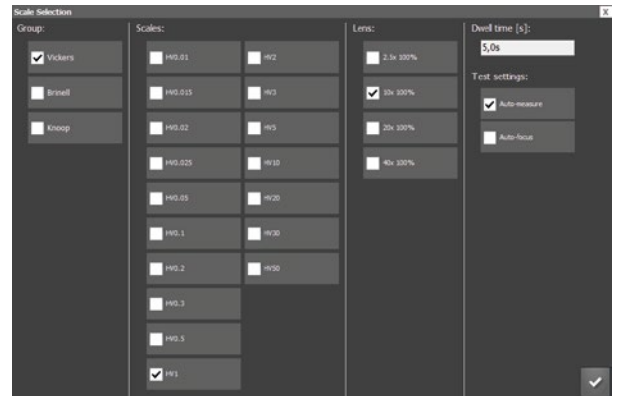 Scale Selection
X
Group:
Vickers
Brinell
Knoop
Scales:
HV0.01
HV0.015
HV0.02
HV0.025
HV0.05
HV0.1
HV0.2
HV0.3
HV0.5
HV1
HV2
HV3
HV5
HV10
HV20
HV30
HV50
Lens:
2.5x 100%
10x 100%
20x 100%
40x 100%
Dwell time [s]:
5,0s
Test settings:
Auto-measure
Auto-focus